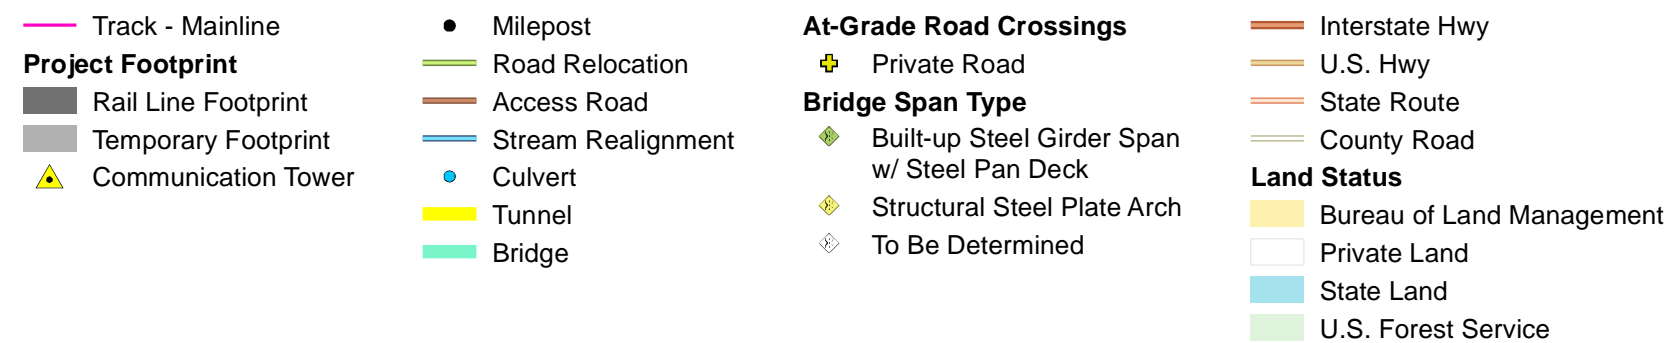 Track - Mainline
Project Footprint
Rail Line Footprint
Temporary Footprint
Communication Tower
Milepost
Road Relocation
Access Road
Stream Realignment
Culvert
Tunnel
Bridge
At-Grade Road Crossings
Private Road
Bridge Span Type
Built-up Steel Girder Span
w/ Steel Pan Deck
Structural Steel Plate Arch
To Be Determined
Interstate Hwy
U.S. Hwy
State Route
County Road
Land Status
Bureau of Land Management
Private Land
State Land
U.S. Forest Service